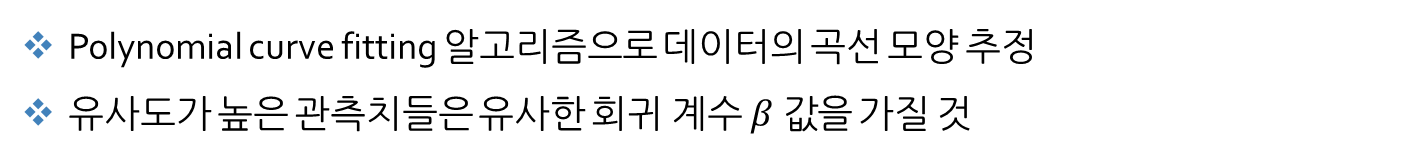 ❖ Polynomial curve fitting 알고리즘으로 데이터의 곡선 모양 추정
❖ 유사도가 높은 관측치들은 유사한 회귀 계수 β 값을 가질 것